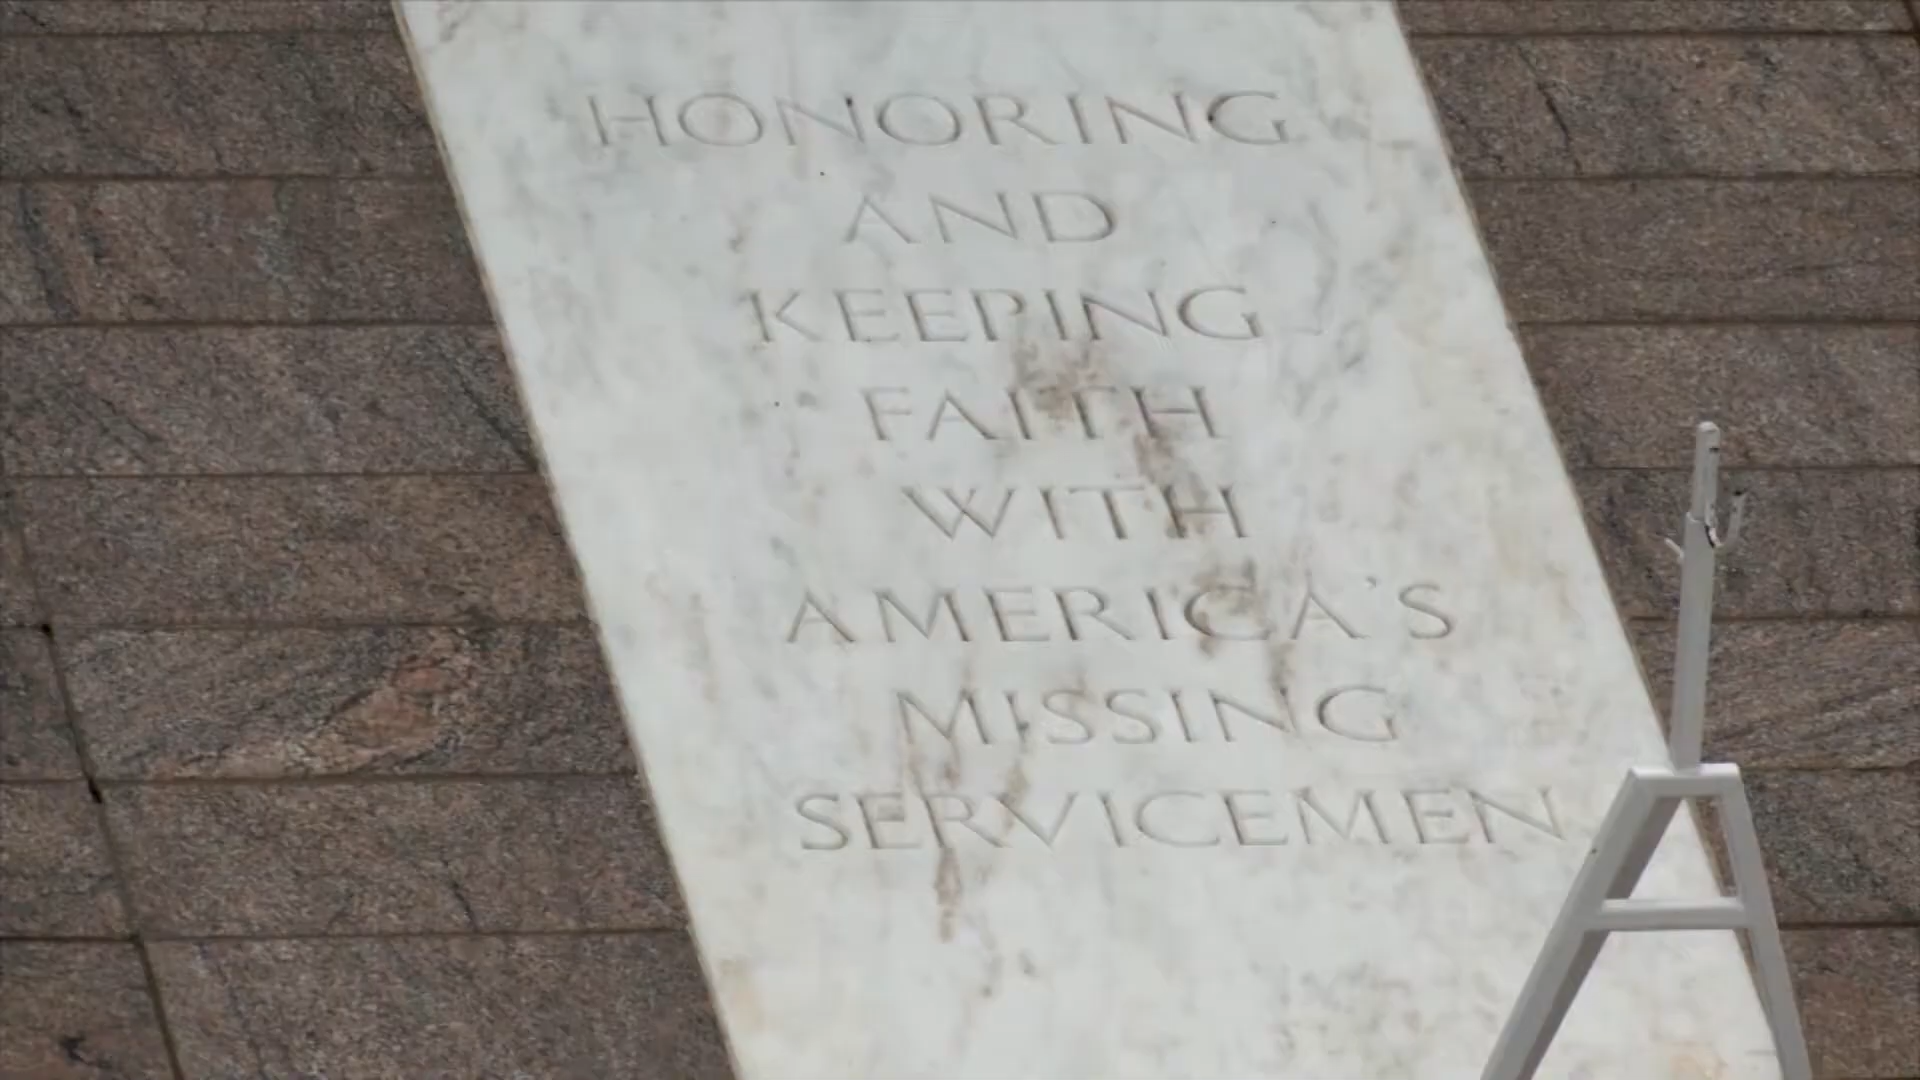 HONORING
AND
KEEPING
FAITH
WITH
AMERICA'S
MISSING
SERVICEMEN